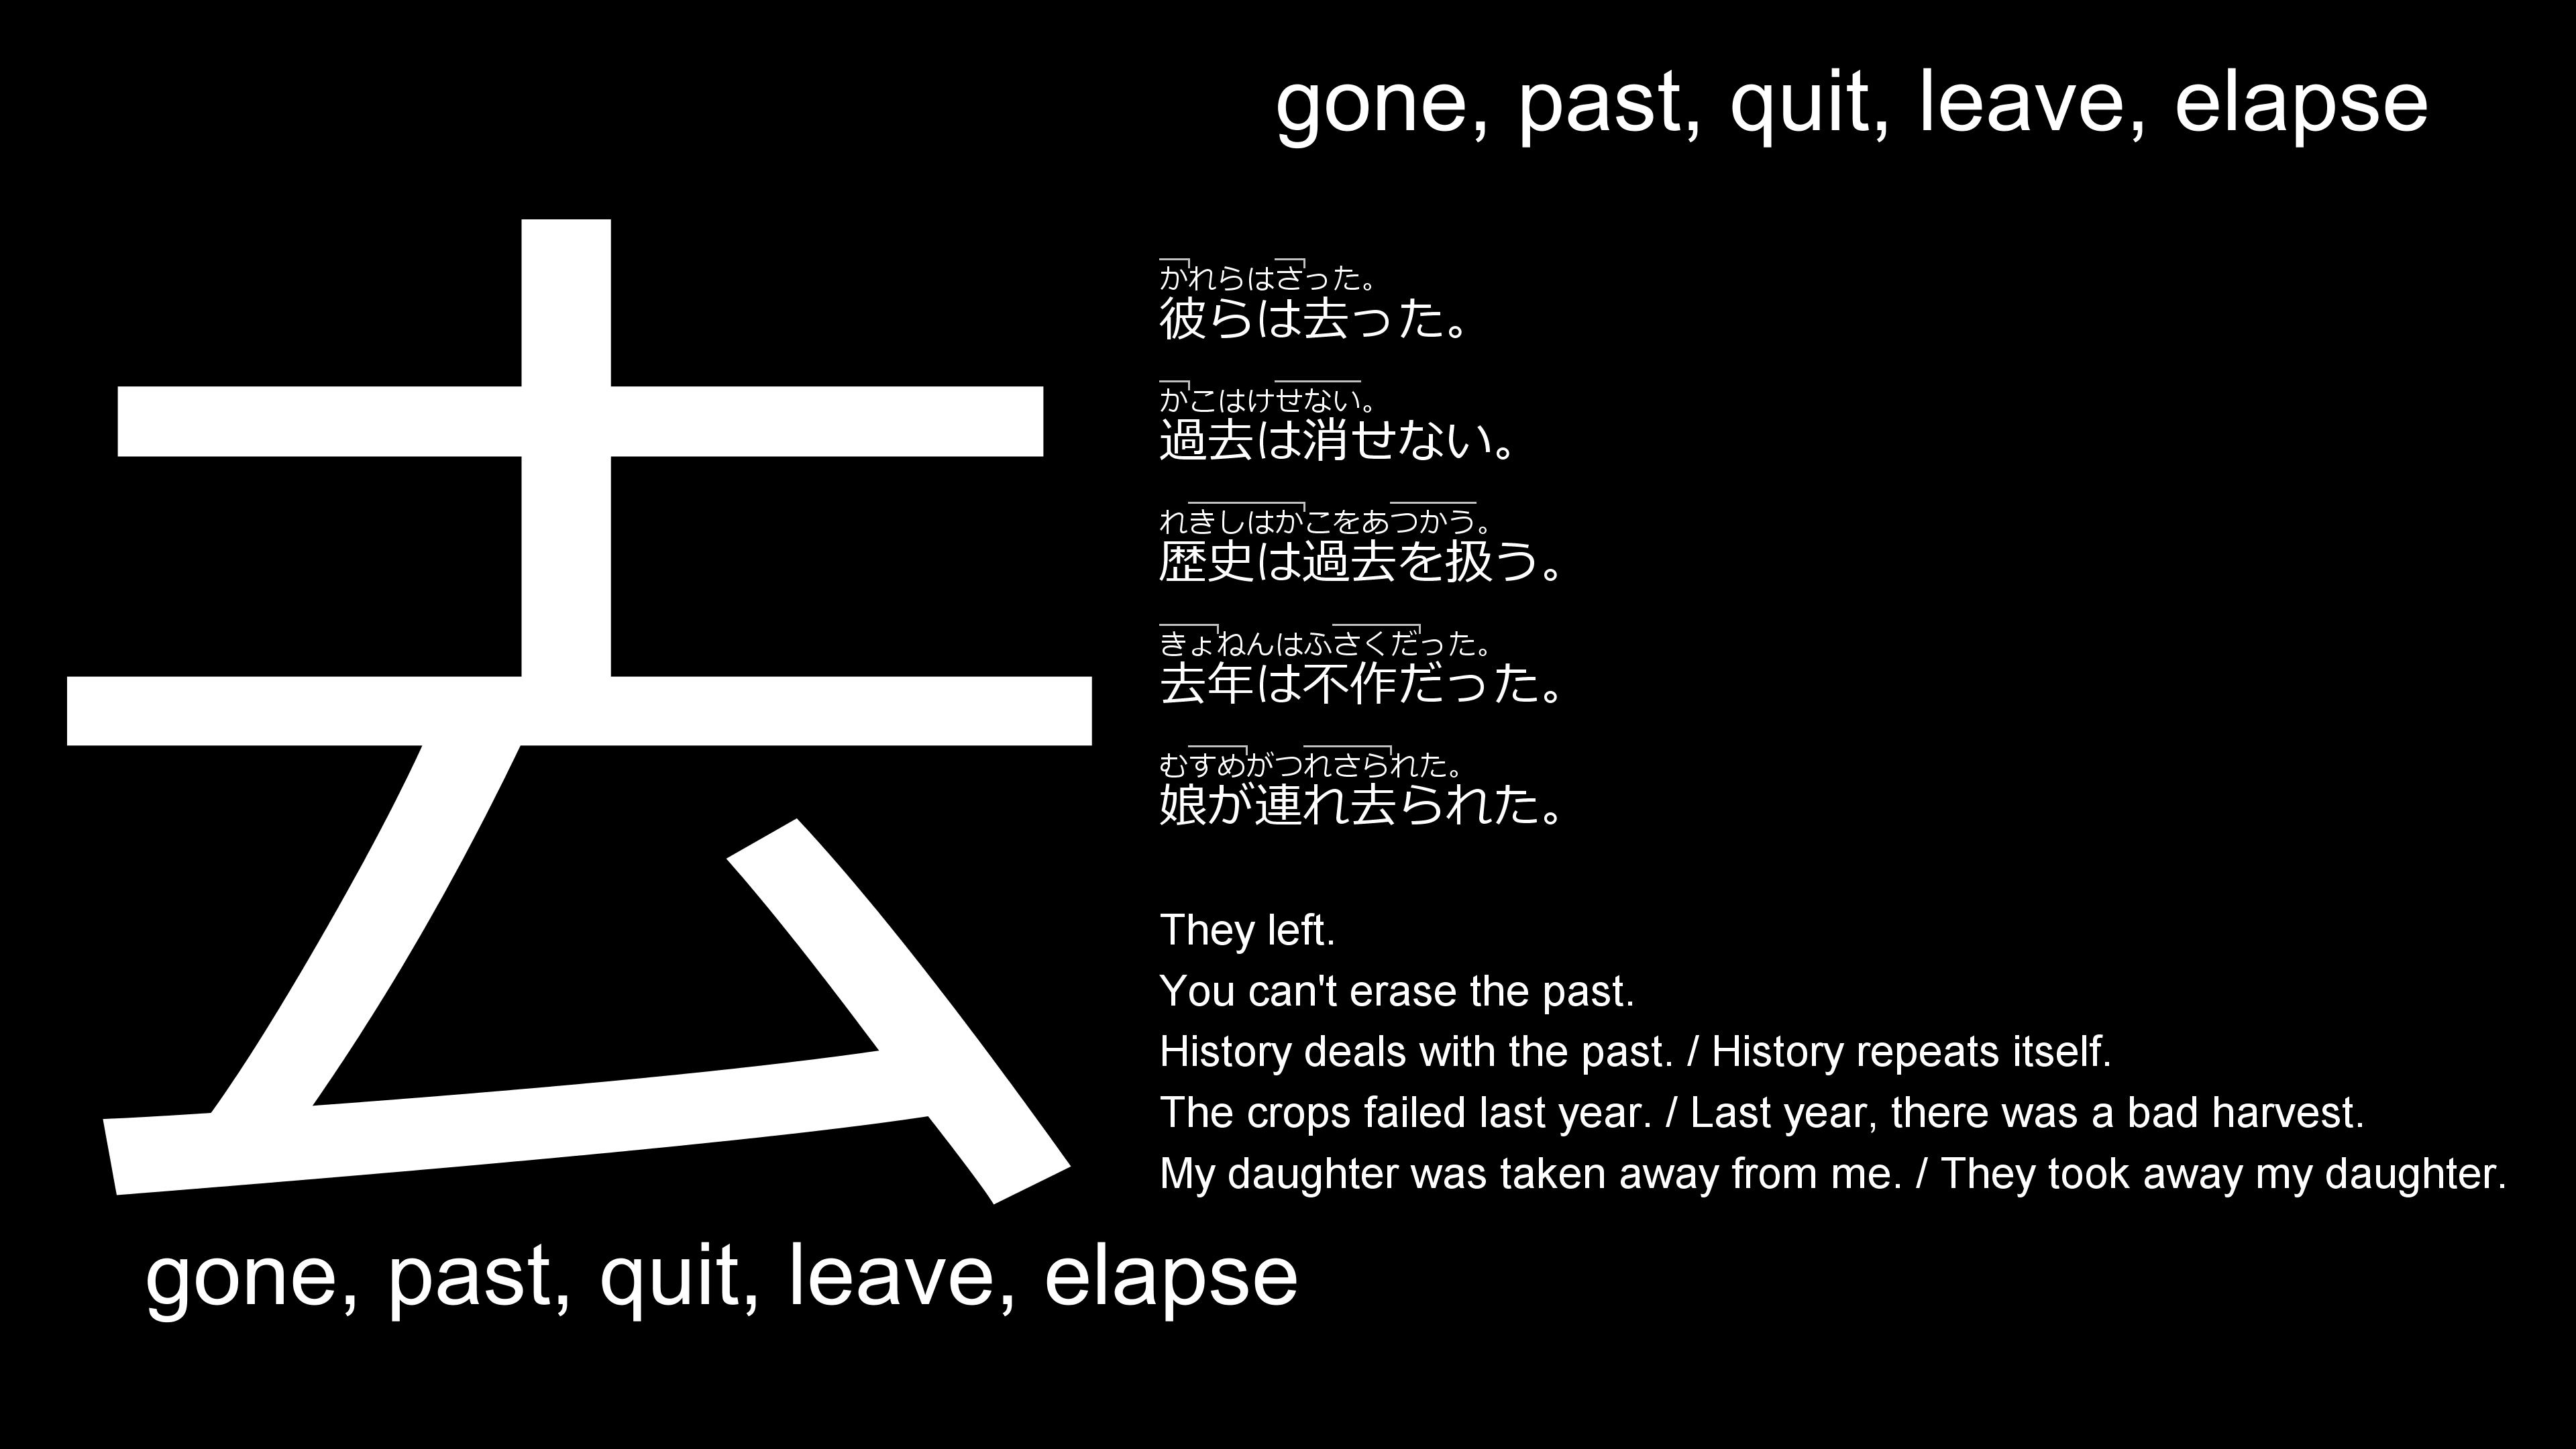 gone, past, quit, leave, elapse
去
かれらはさった。
彼らは去った。
かこはけせない。
過去は消せない。
れきしはかこをあつかう。
歴史は過去を扱う。
きょねんはふさくだった。
去年は不作だった。
むすめがつれさられた。
娘が連れ去られた。
They left.
You can't erase the past.
History deals with the past. / History repeats itself.
The crops failed last year. / Last year, there was a bad harvest.
My daughter was taken away from me. / They took away my daughter.
gone, past, quit, leave, elapse